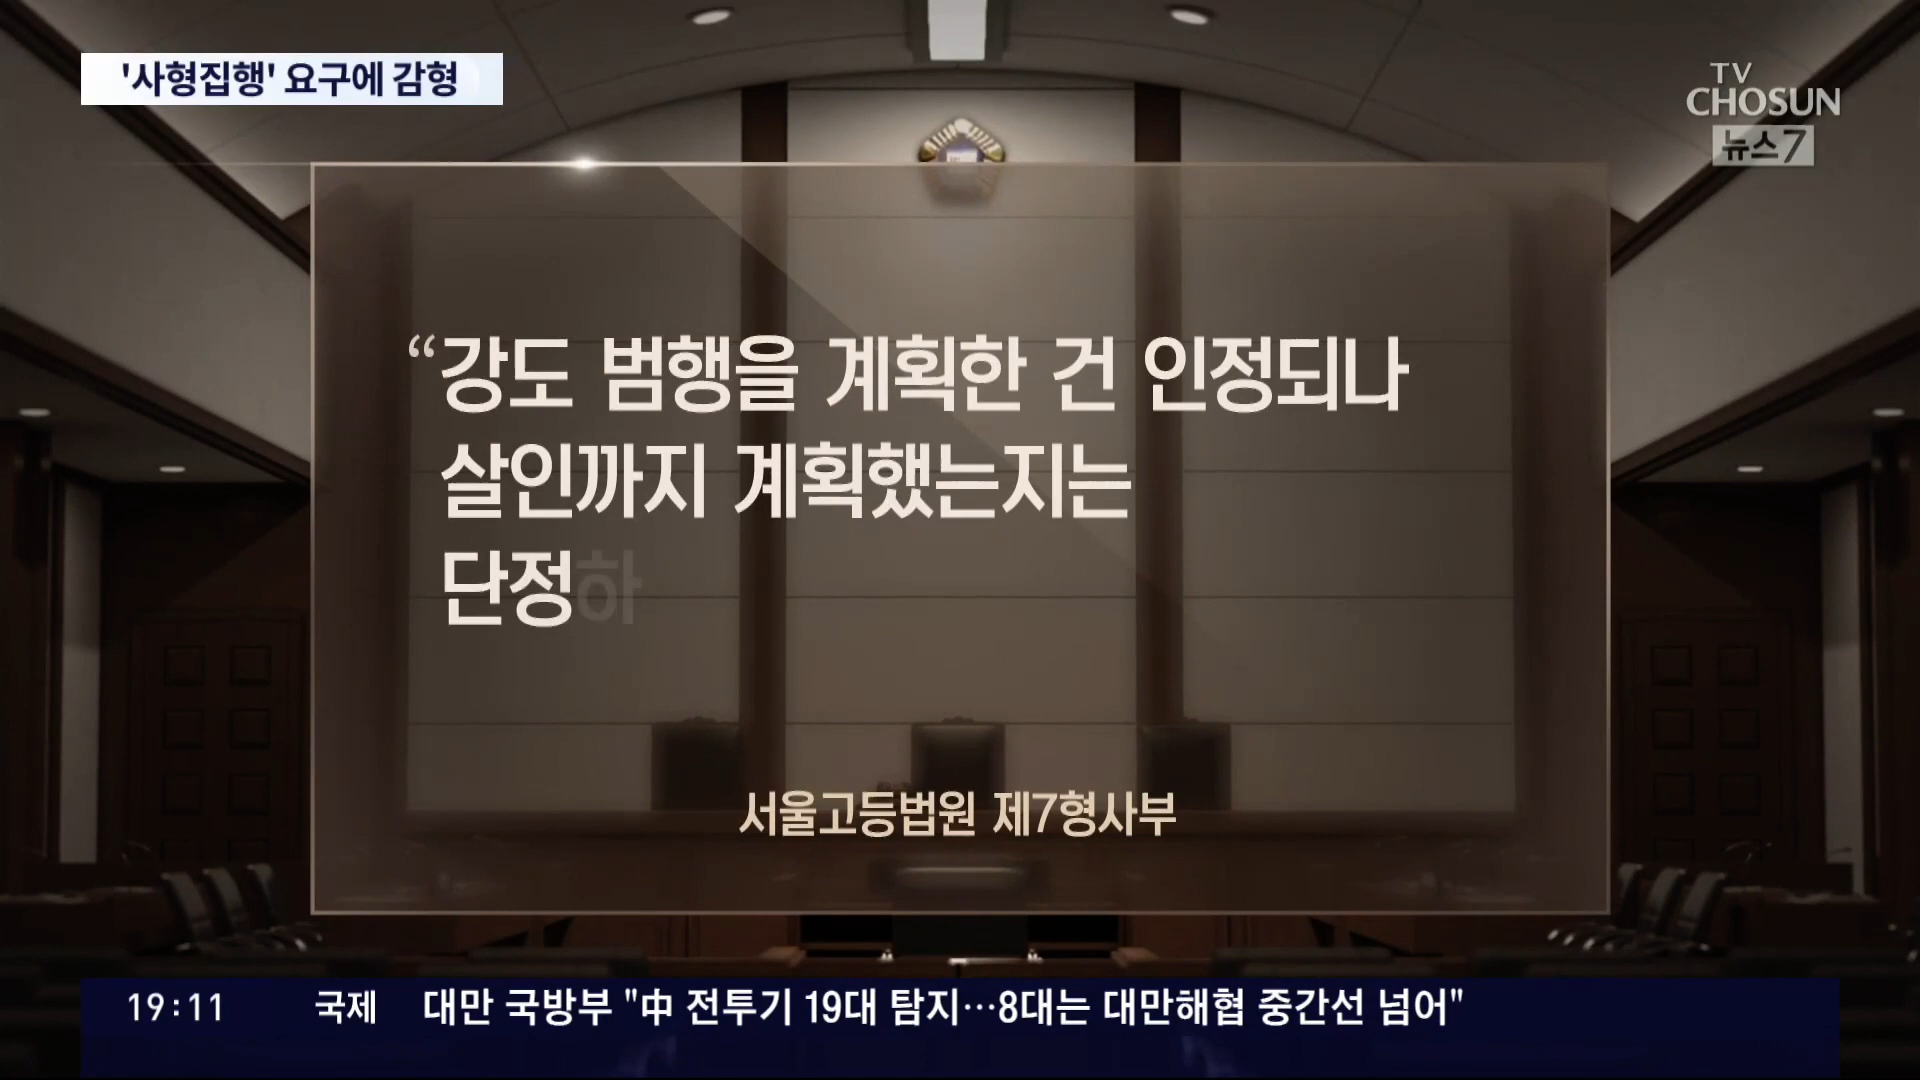 '사형집행' 요구에 감형
TV
CHOSUN
뉴스7
“강도 범행을 계획한 건 인정되나
살인까지 계획했는지는
단정하
서울고등법원 제7형사부
19:11 국제 대만 국방부 "中 전투기 19대 탐지…8대는 대만해협 중간선 넘어"